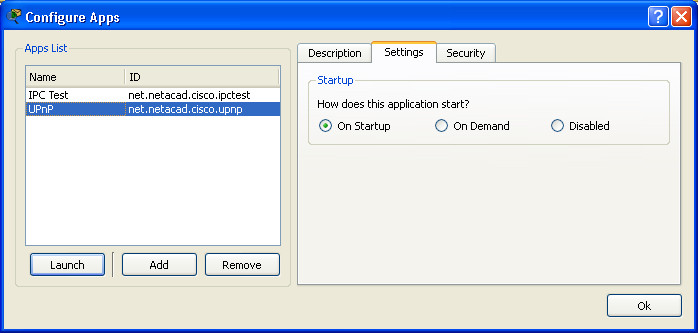 Configure Apps
Apps List
Name ID
IPC Test net.netacad.cisco.ipctest
UPnP net.netacad.cisco.upnp
Launch Add Remove
Description Settings Security
Startup
How does this application start?
On Startup On Demand Disabled
Ok